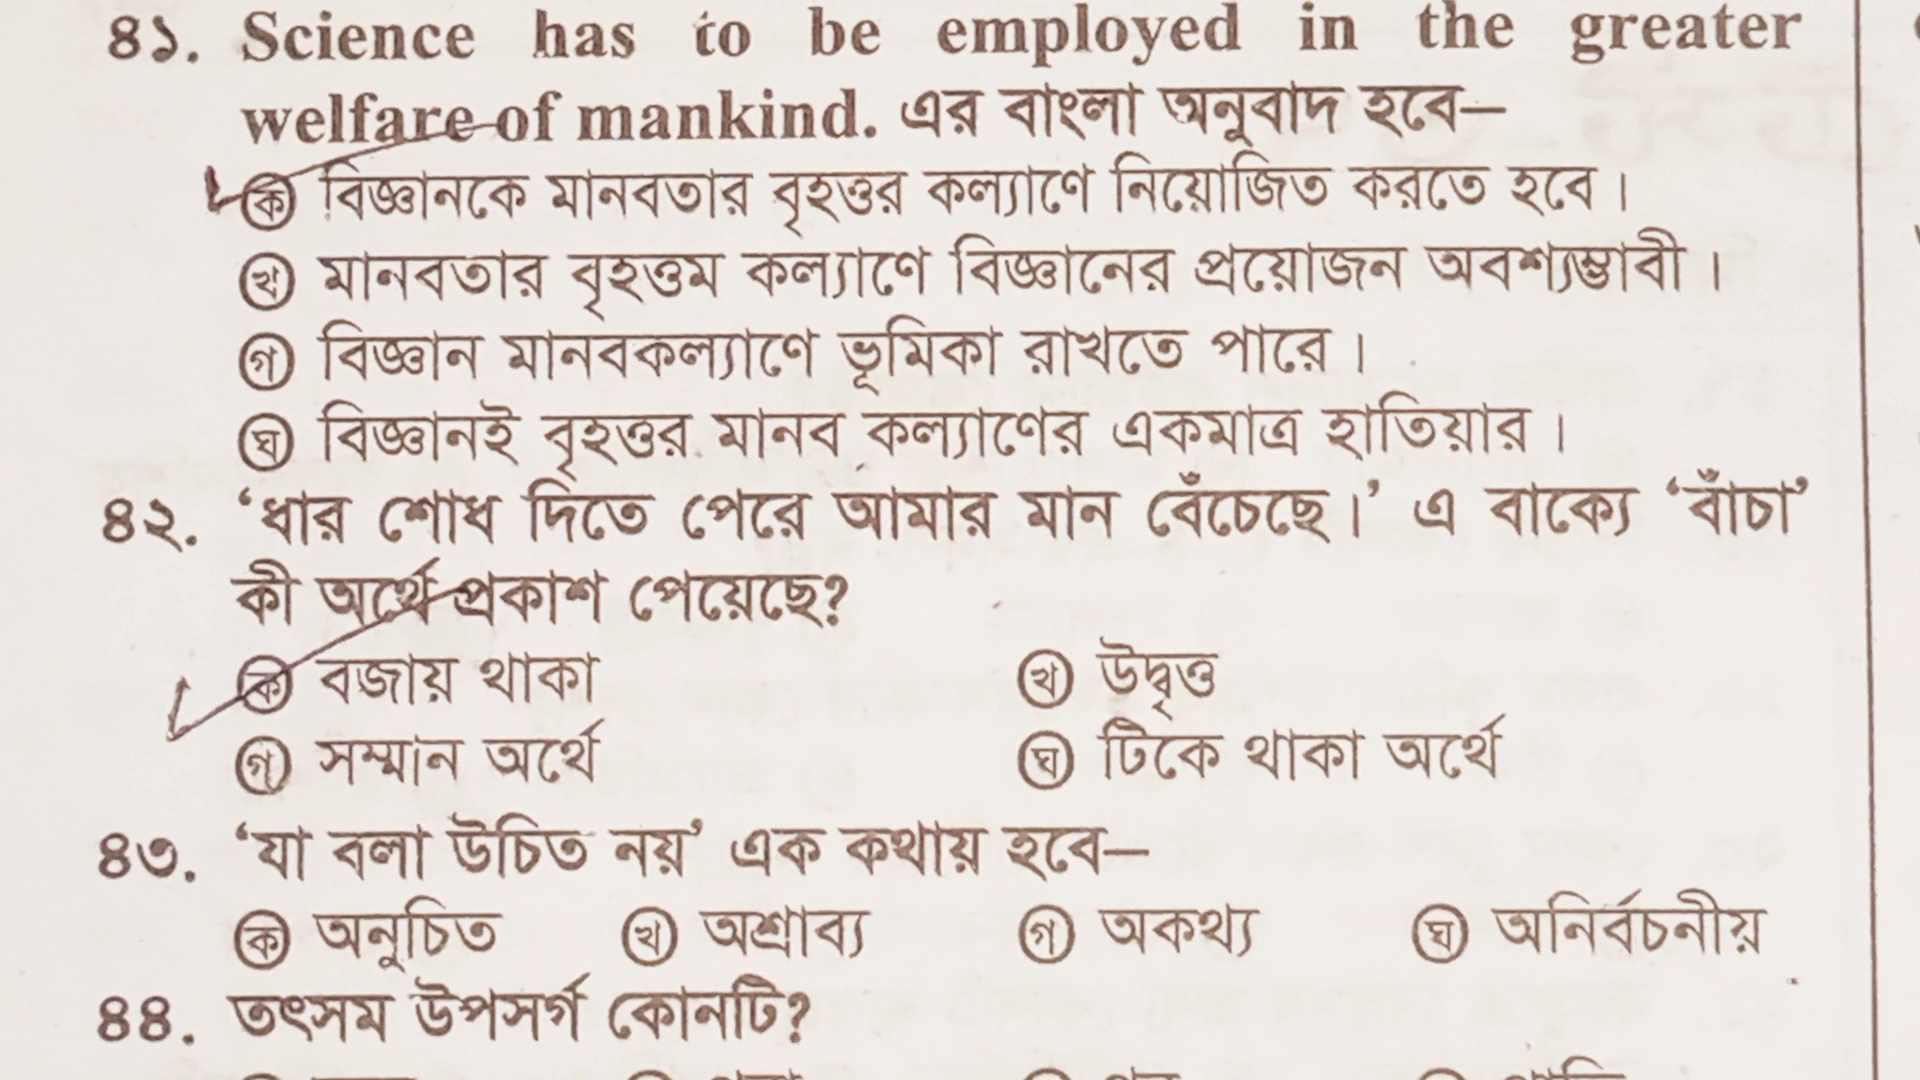 ৪১. Science has to be employed in the greater
welfare of mankind. এর বাংলা অনুবাদ হবে—
ক বিজ্ঞানকে মানবতার বৃহত্তর কল্যাণে নিয়োজিত করতে হবে।
খ মানবতার বৃহত্তম কল্যাণে বিজ্ঞানের প্রয়োজন অবশ্যম্ভাবী।
গ বিজ্ঞান মানবকল্যাণে ভূমিকা রাখতে পারে।
ঘ বিজ্ঞানই বৃহত্তর মানব কল্যাণের একমাত্র হাতিয়ার।
৪২. ‘ধার শোধ দিতে পেরে আমার মান বেঁচেছে।’ এ বাক্যে ‘বাঁচা’
কী অর্থে প্রকাশ পেয়েছে?
ক বজায় থাকা খ উদ্বৃত্ত
গ সম্মান অর্থে ঘ টিকে থাকা অর্থে
৪৩. ‘যা বলা উচিত নয়’ এক কথায় হবে—
ক অনুচিত খ অশ্রাব্য গ অকথ্য ঘ অনির্বচনীয়
৪৪. তৎসম উপসর্গ কোনটি?